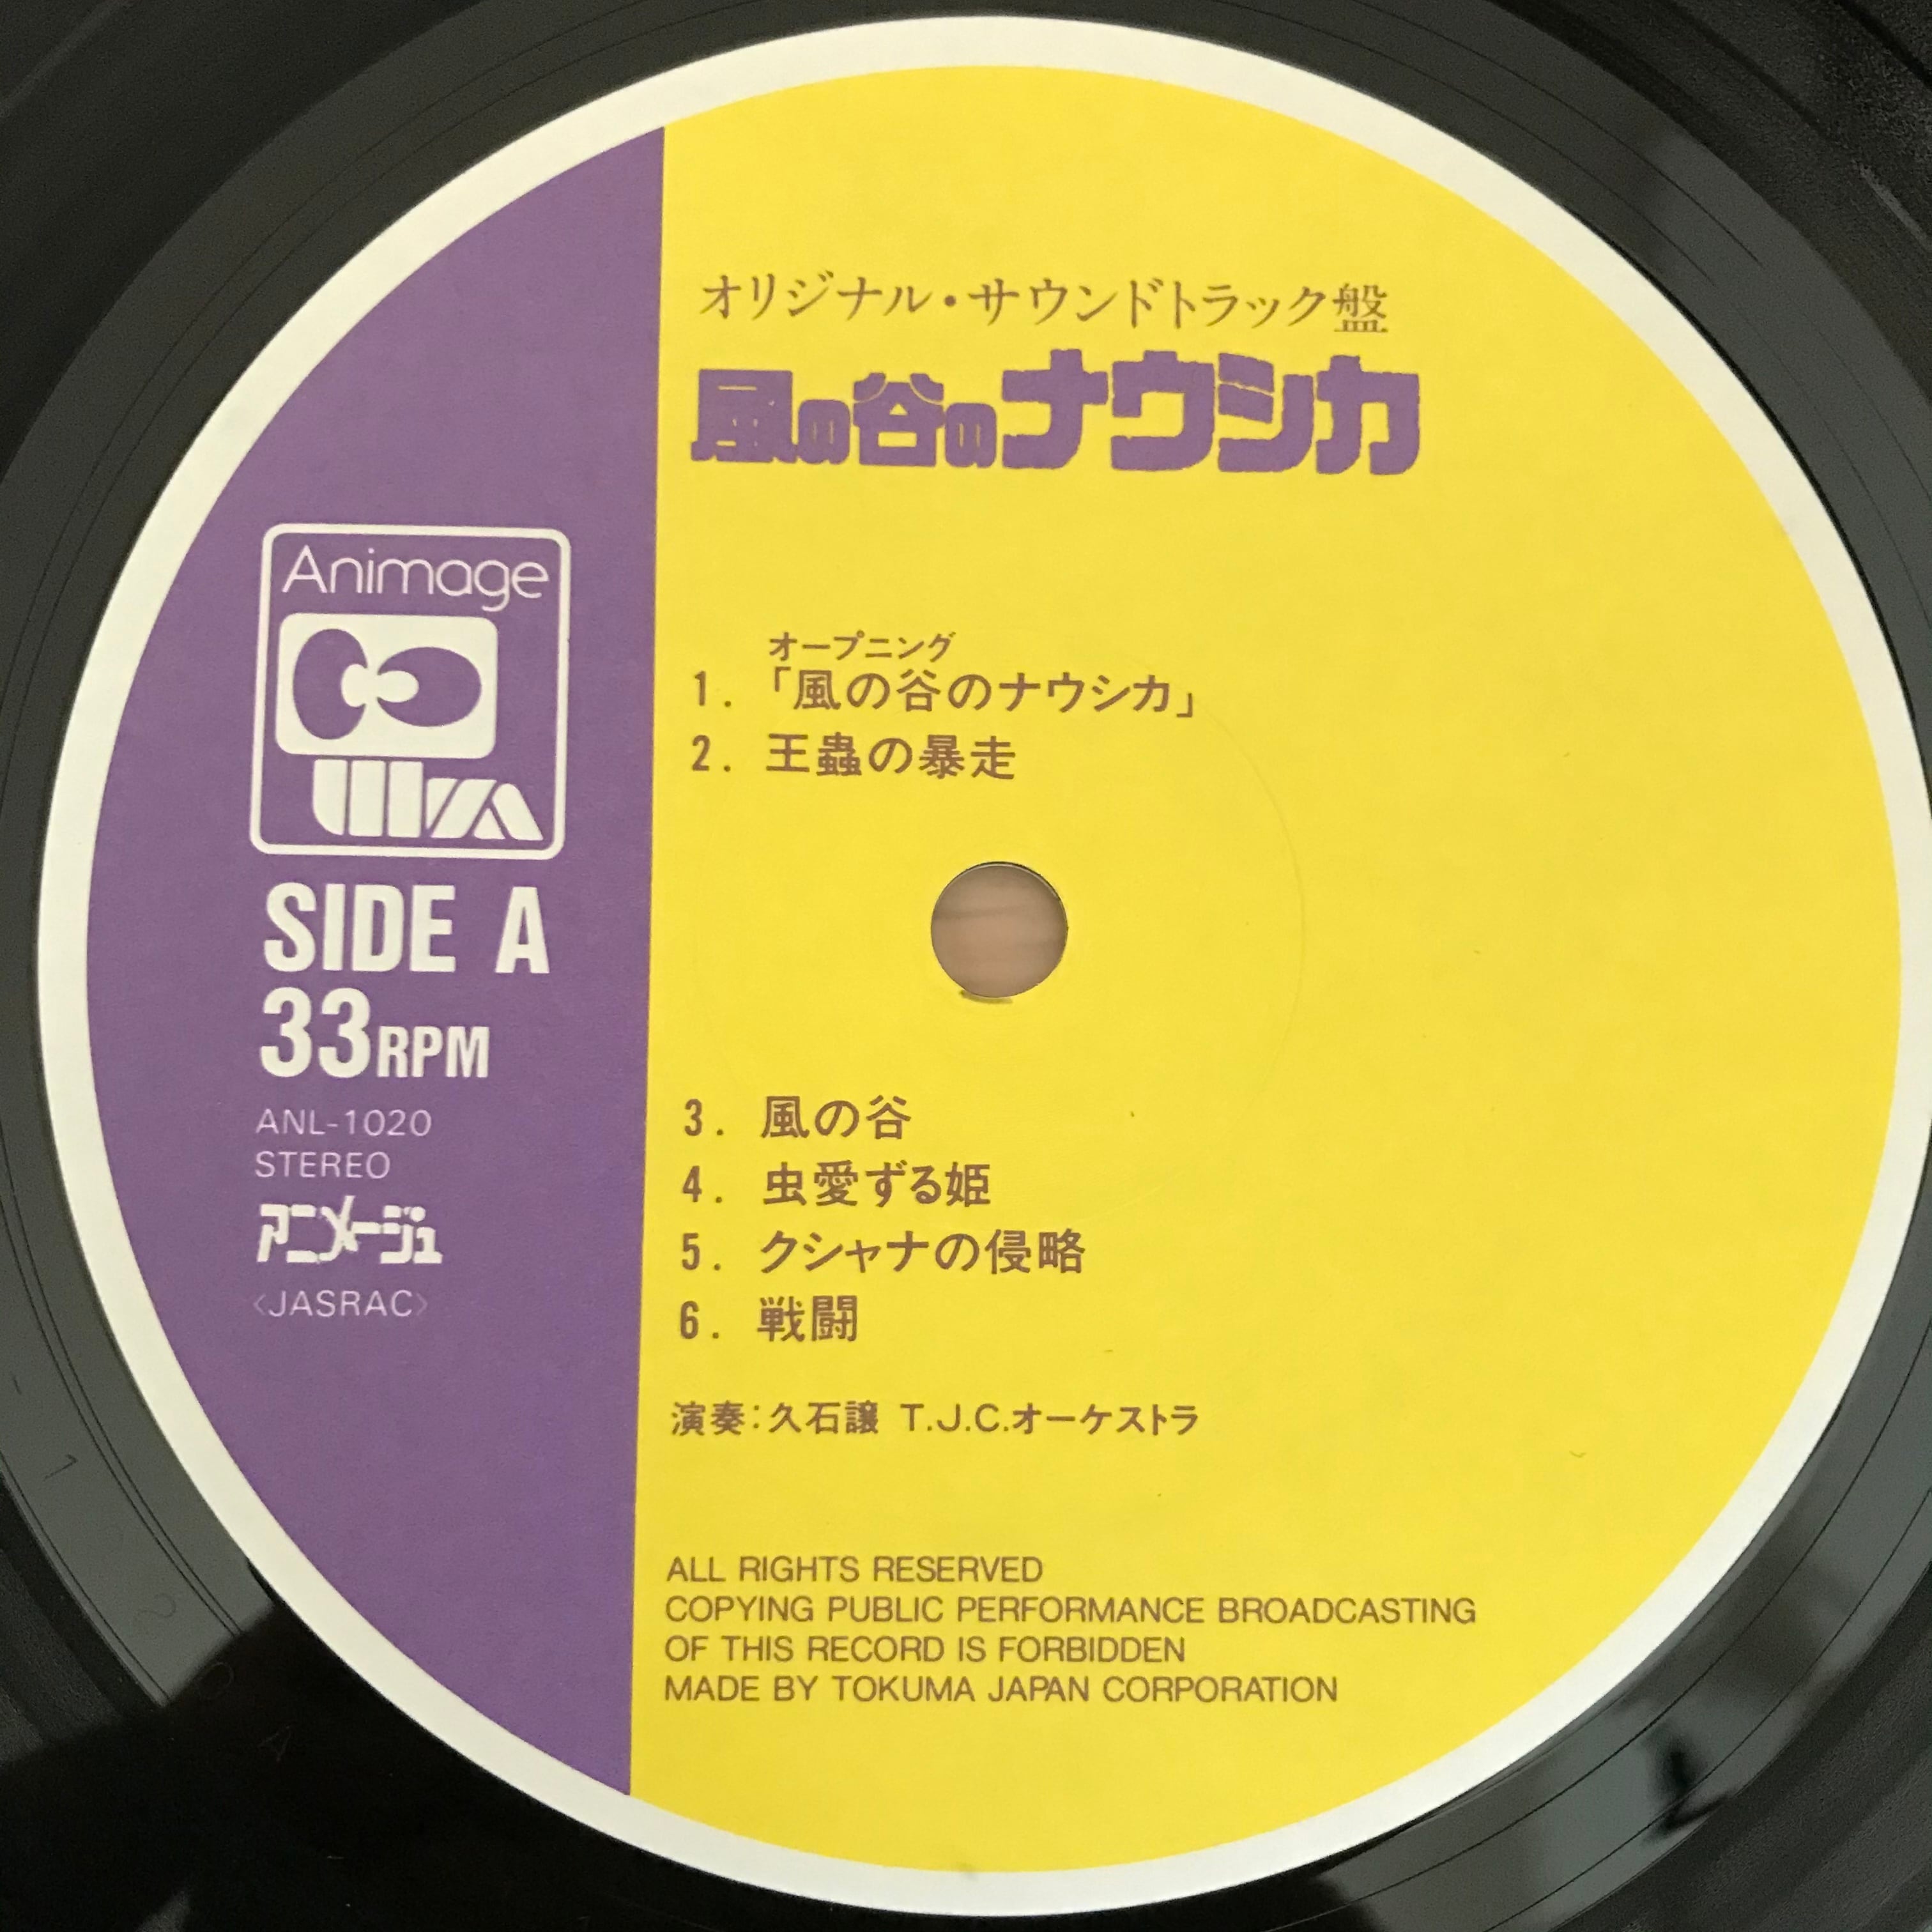 オリジナル・サウンドトラック盤
風の谷のナウシカ
Animage
SIDE A
33RPM
ANL-1020
STEREO
アニメージュ
〈JASRAC〉
オープニング
1. 「風の谷のナウシカ」
2. 王蟲の暴走
3. 風の谷
4. 虫愛ずる姫
5. クシャナの侵略
6. 戦闘
演奏:久石譲 T.J.C.オーケストラ
ALL RIGHTS RESERVED
COPYING PUBLIC PERFORMANCE BROADCASTING
OF THIS RECORD IS FORBIDDEN
MADE BY TOKUMA JAPAN CORPORATION